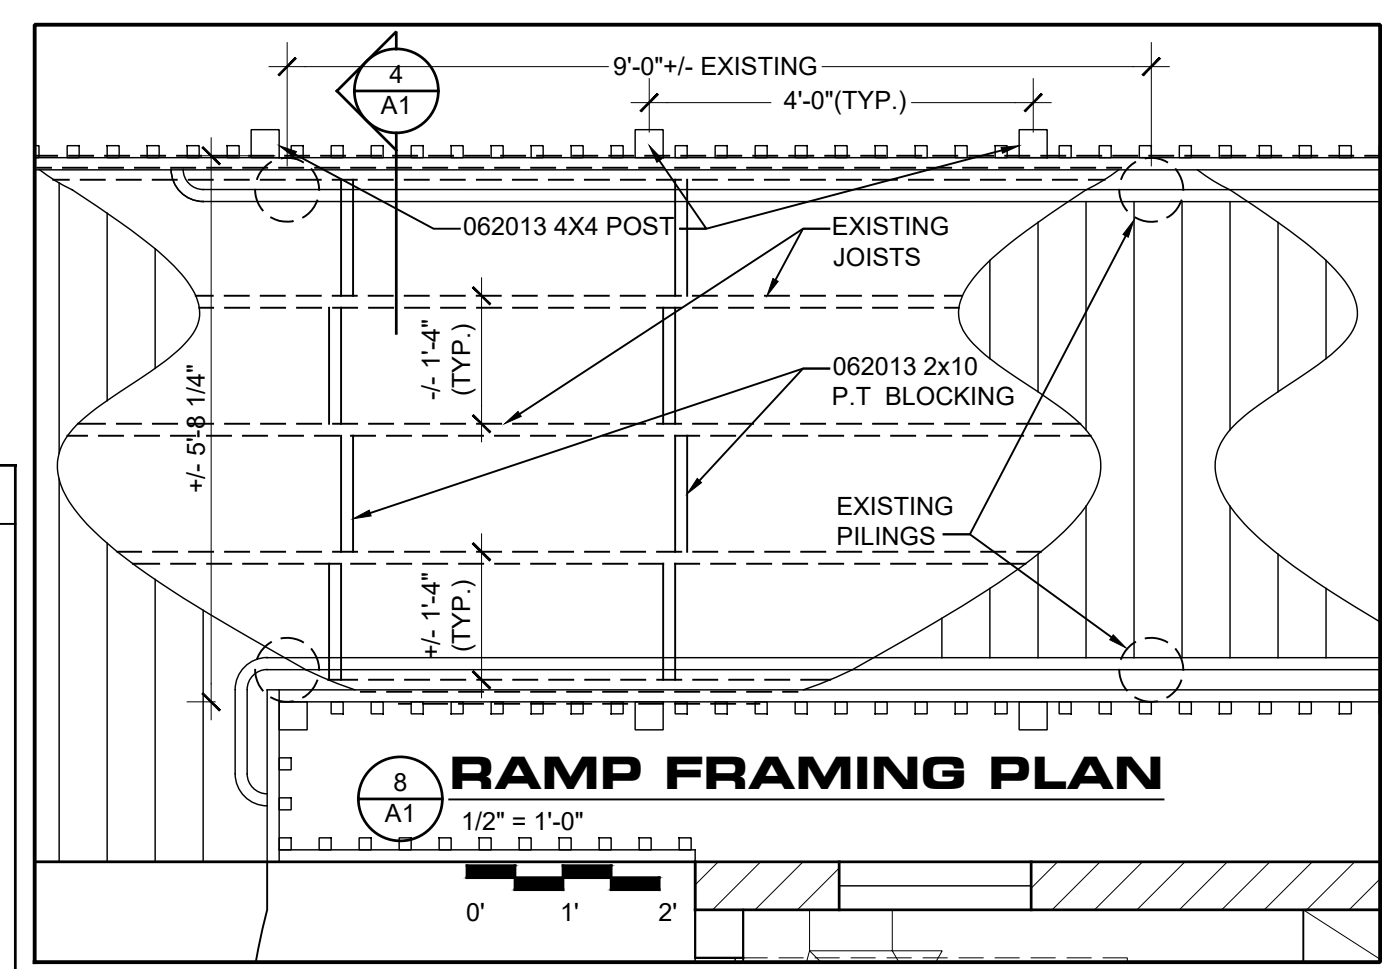 9'-0"+/- EXISTING
4
A1
4'-0"(TYP.)
062013 4X4 POST
EXISTING
JOISTS
-/- 1'-4"
(TYP.)
+/- 5'-8 1/4"
062013 2x10
P.T BLOCKING
EXISTING
PILINGS
+/- 1'-4"
(TYP.)
8
A1
RAMP FRAMING PLAN
1/2" = 1'-0"
0' 1' 2'